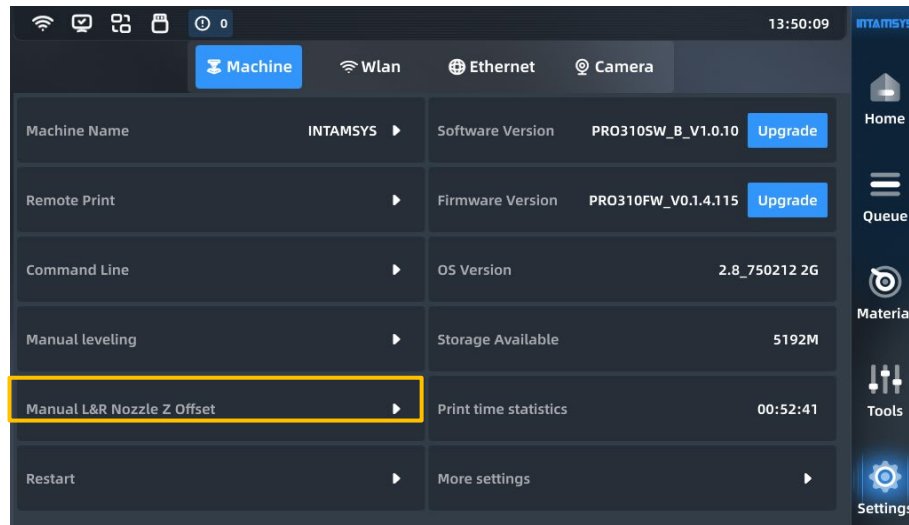 0
13:50:09
INTAMSYS
Machine
Wlan
Ethernet
Camera
Machine Name INTAMSYS
Software Version PRO310SW_B_V1.0.10 Upgrade
Home
Remote Print
Firmware Version PRO310FW_V0.1.4.115 Upgrade
Queue
Command Line
OS Version 2.8_750212 2G
Materia
Manual leveling
Storage Available 5192M
Manual L&R Nozzle Z Offset
Print time statistics 00:52:41
Tools
Restart
More settings
Settings